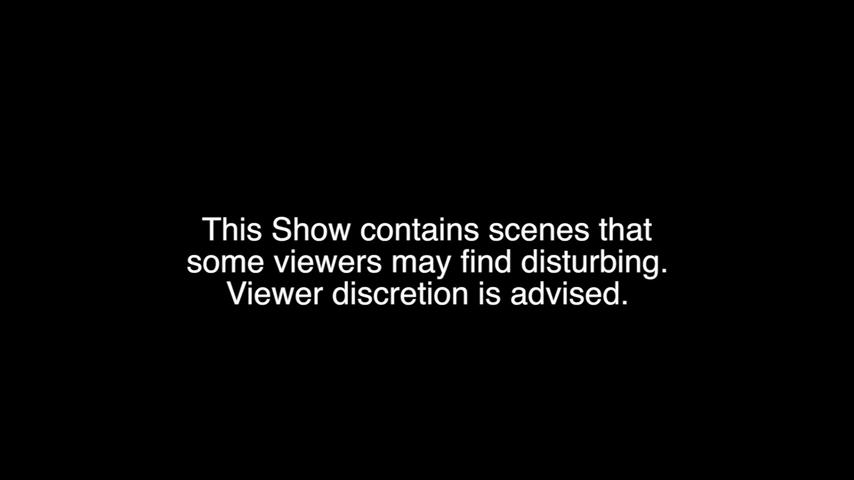 This Show contains scenes that
some viewers may find disturbing.
Viewer discretion is advised.